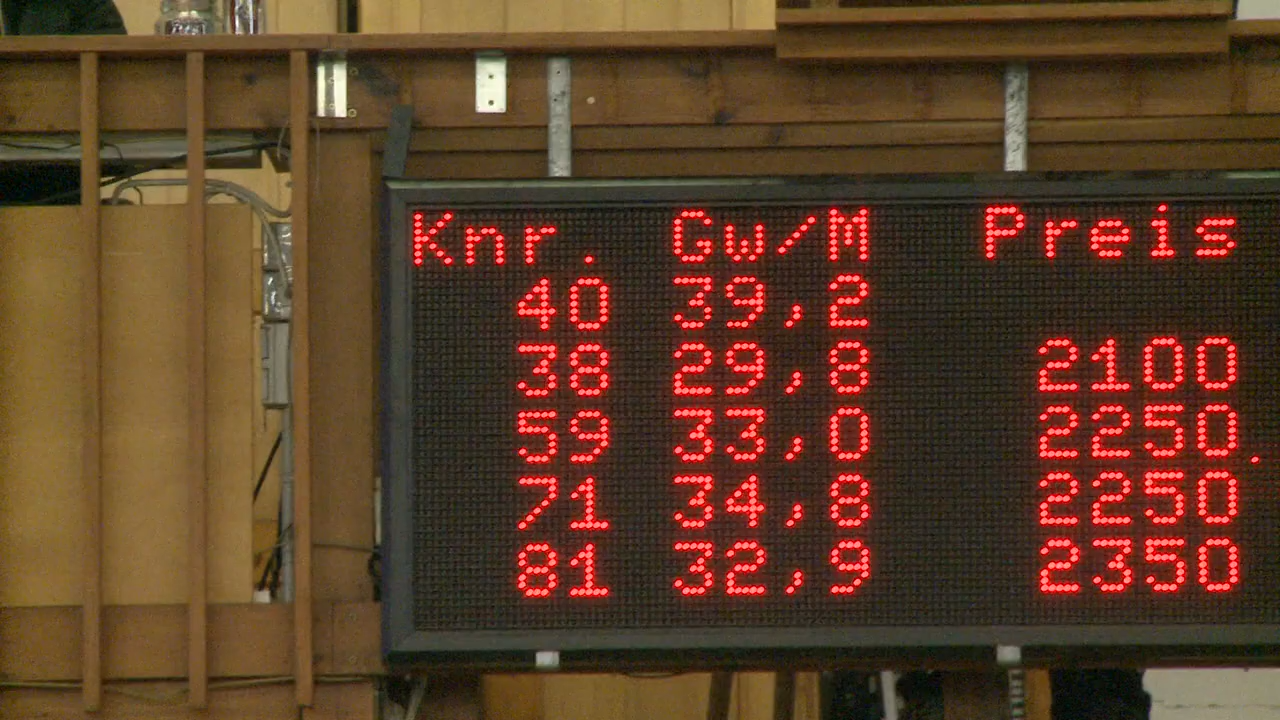 Knr. Gw/M Preis
40 39,2
38 29,8 2100
59 33,0 2250
71 34,8 2250
81 32,9 2350